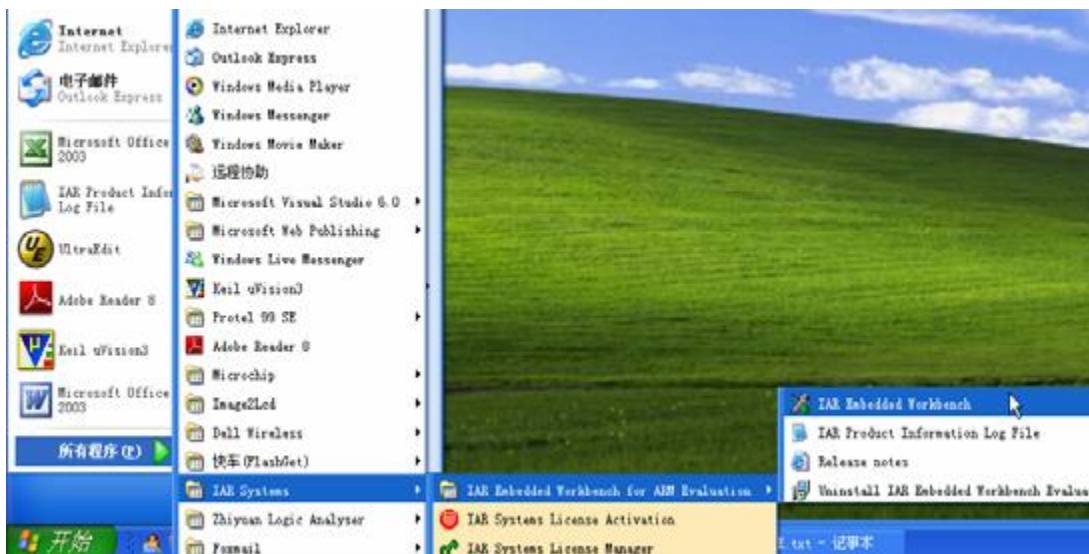 Internet
Internet Explore
电子邮件
Outlook Express
Microsoft Office
2003
IAR Product Infor
Log File
UltraEdit
Adobe Reader 8
Keil uVision3
Microsoft Office
2003
所有程序(P)
开始
Internet Explorer
Outlook Express
Windows Media Player
Windows Messenger
Windows Movie Maker
远程协助
Microsoft Visual Studio 6.0
Microsoft Web Publishing
Windows Live Messenger
Keil uVision3
Protel 99 SE
Adobe Reader 8
Microchip
Image2Lcd
Dell Wireless
快车(FlashGet)
IAR Systems
Zhiyuan Logic Analyser
Foxmail
IAR Embedded Workbench for ARM Evaluation
IAR Systems License Activation
IAR Systems License Manager
IAR Embedded Workbench
IAR Product Information Log File
Release notes
Uninstall IAR Embedded Workbench Evalua
txt - 记事本